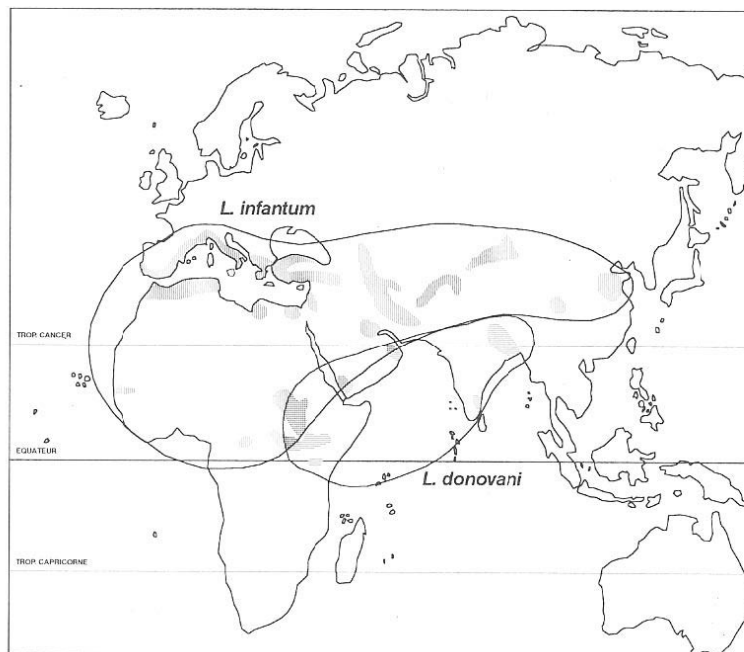 L. infantum
TROP. CANCER
EQUATEUR
L. donovani
TROP. CAPRICORNE